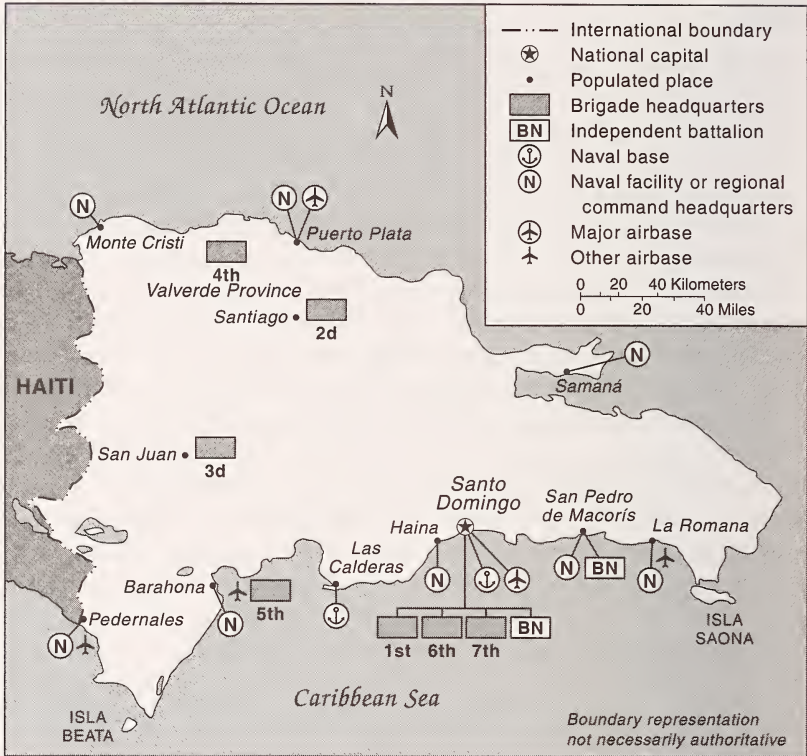 International boundary
National capital
Populated place
Brigade headquarters
BN Independent battalion
Naval base
N Naval facility or regional
command headquarters
Major airbase
Other airbase
0 20 40 Kilometers
0 20 40 Miles
North Atlantic Ocean
N
N
Monte Cristi
N
Puerto Plata
4th
Valverde Province
Santiago
2d
N
Samaná
HAITI
San Juan
3d
Santo
Domingo
Haina
San Pedro
de Macorís
La Romana
Las
Calderas
Barahona
5th
N
Pedernales
N
N
N
BN
N
1st
6th
7th
BN
ISLA
SAONA
ISLA
BEATA
Caribbean Sea
Boundary representation
not necessarily authoritative